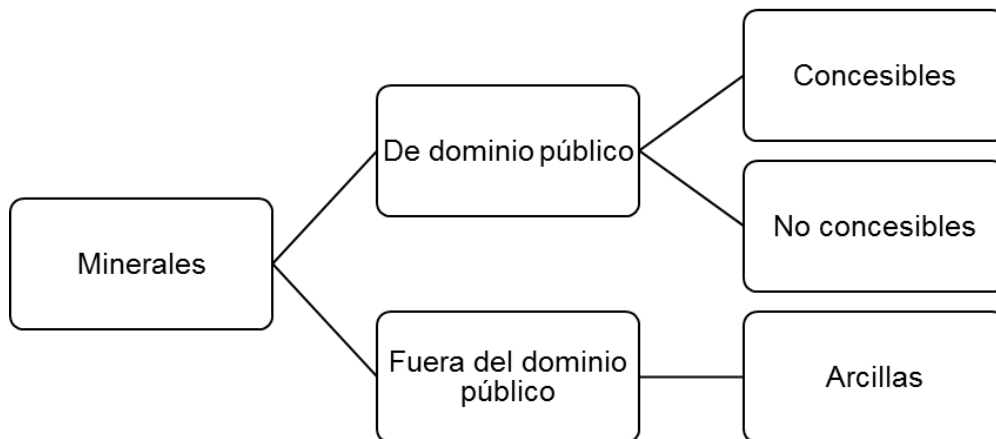 Minerales
De dominio público
Concesibles
No concesibles
Fuera del dominio
público
Arcillas